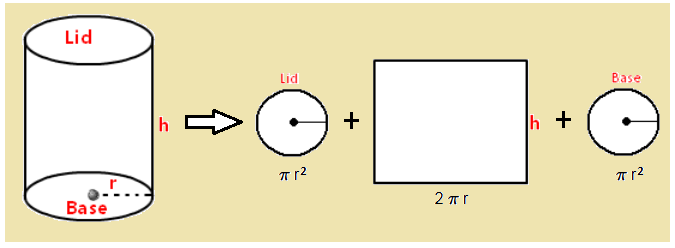 Lid
h
r
Base
Lid
π r²
+
h
2 π r
+
Base
π r²